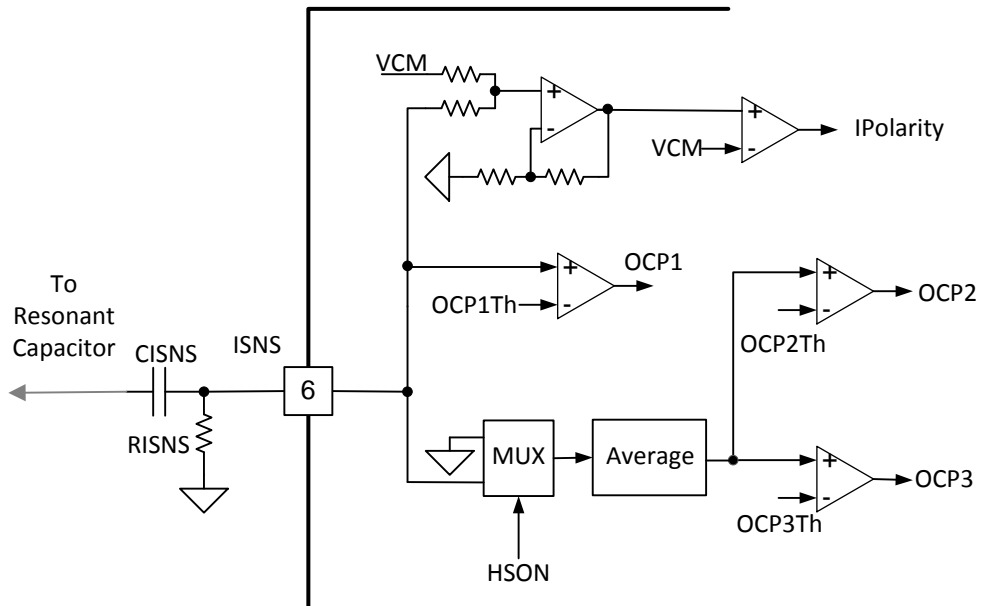 VCM
+
-
+
VCM
-
IPolarity
To
Resonant
Capacitor
CISNS
ISNS
6
RISNS
+
OCP1
OCP1Th
-
+
OCP2
-
OCP2Th
MUX
Average
+
OCP3
-
OCP3Th
HSON